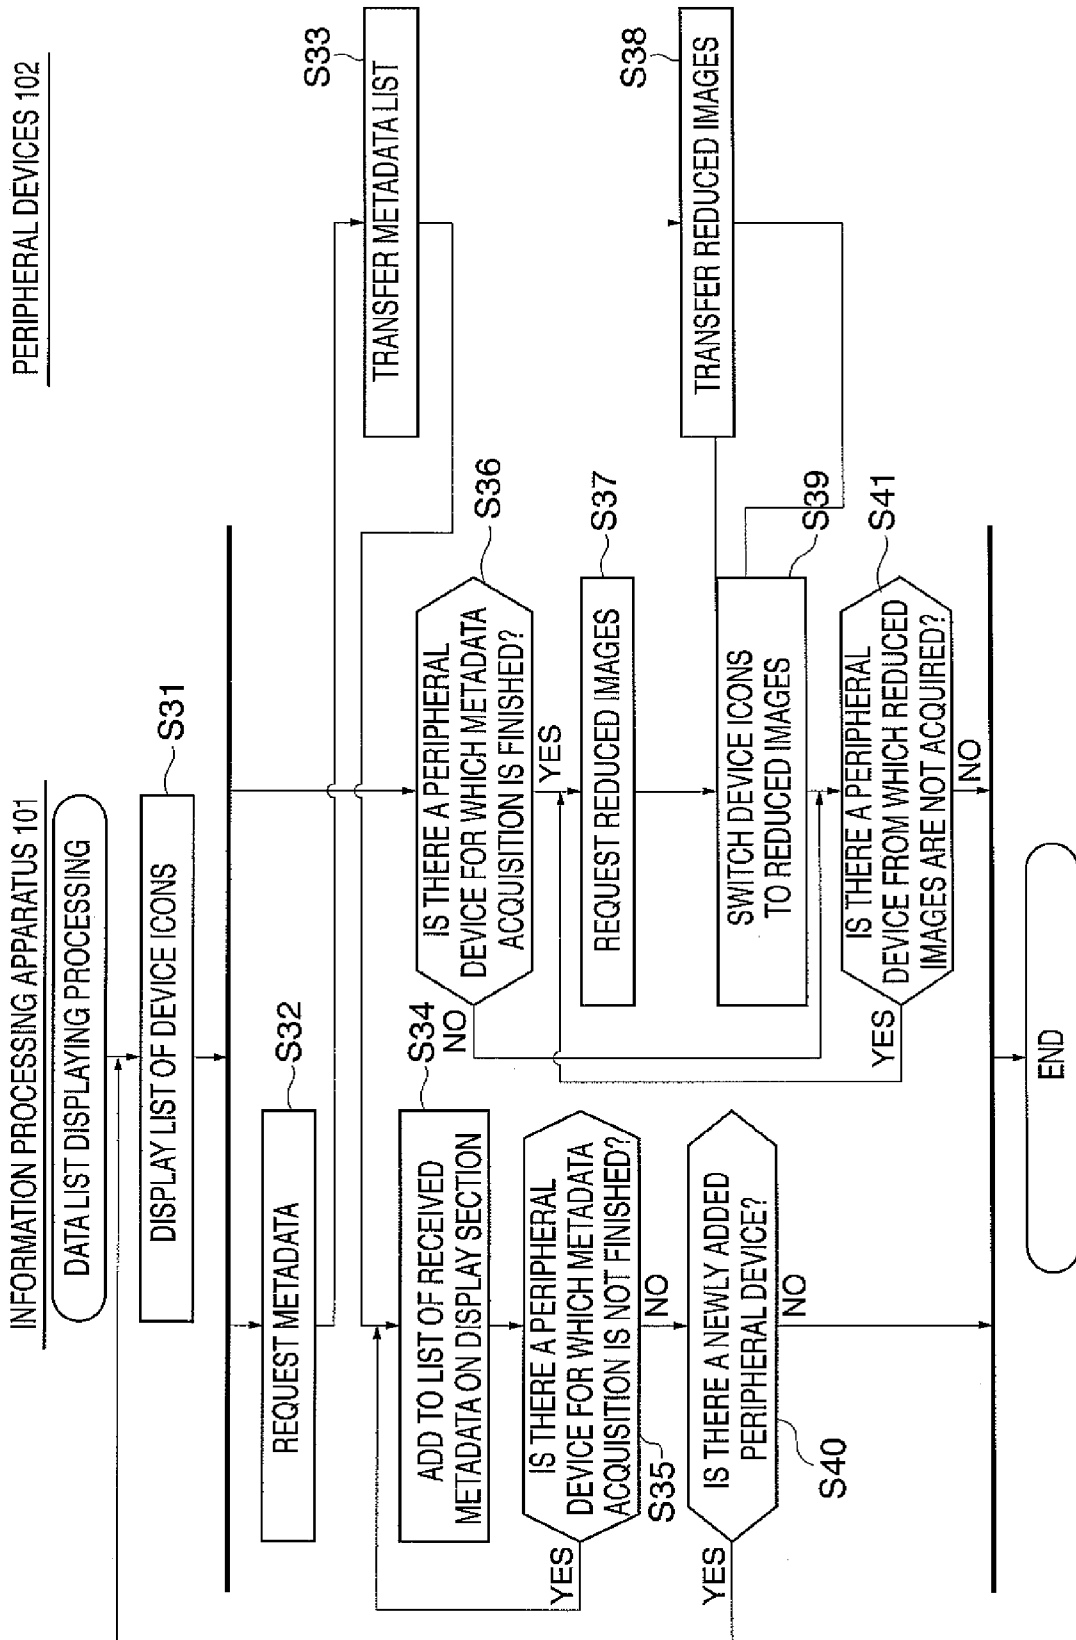 INFORMATION PROCESSING APPARATUS 101
PERIPHERAL DEVICES 102
DATA LIST DISPLAYING PROCESSING
DISPLAY LIST OF DEVICE ICONS
S31
REQUEST METADATA
S32
TRANSFER METADATA LIST
S33
ADD TO LIST OF RECEIVED
METADATA ON DISPLAY SECTION
S34
IS THERE A PERIPHERAL
DEVICE FOR WHICH METADATA
ACQUISITION IS FINISHED?
S36
NO
YES
IS THERE A PERIPHERAL
DEVICE FOR WHICH METADATA
ACQUISITION IS NOT FINISHED?
S35
YES
NO
REQUEST REDUCED IMAGES
S37
TRANSFER REDUCED IMAGES
S38
IS THERE A NEWLY ADDED
PERIPHERAL DEVICE?
S40
YES
NO
SWITCH DEVICE ICONS
TO REDUCED IMAGES
S39
IS THERE A PERIPHERAL
DEVICE FROM WHICH REDUCED
IMAGES ARE NOT ACQUIRED?
S41
YES
NO
END